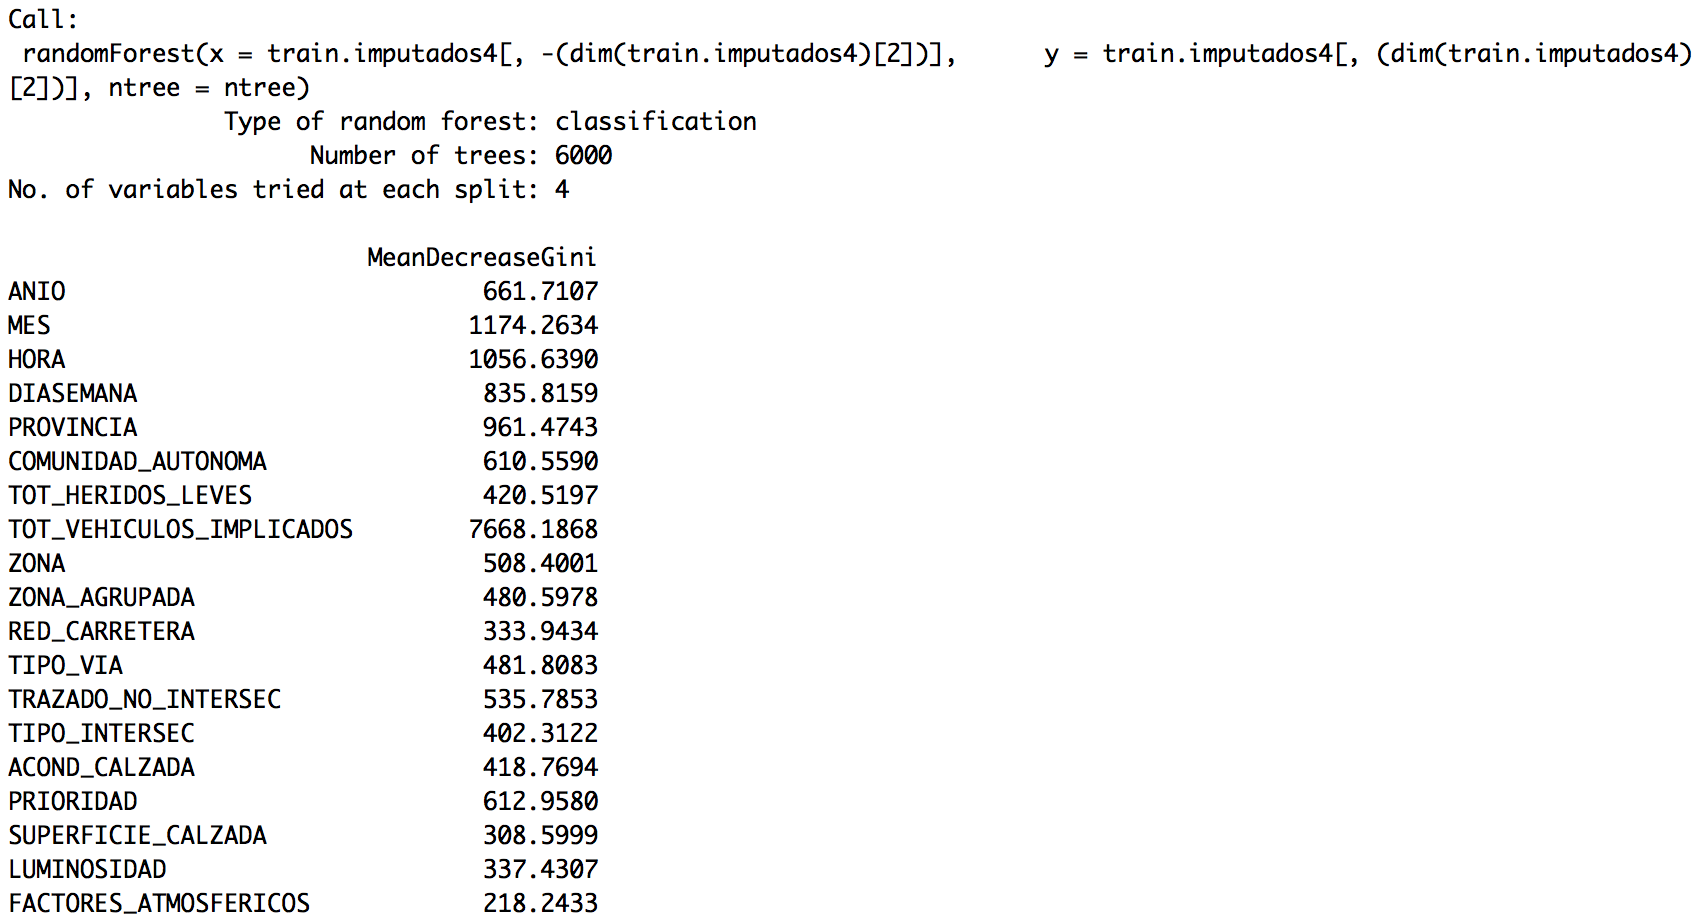 Call:
 randomForest(x = train.imputados4[, -(dim(train.imputados4)[2])],      y = train.imputados4[, (dim(train.imputados4)
[2])], ntree = ntree)
               Type of random forest: classification
                     Number of trees: 6000
No. of variables tried at each split: 4

                         MeanDecreaseGini
ANIO                             661.7107
MES                             1174.2634
HORA                            1056.6390
DIASEMANA                        835.8159
PROVINCIA                        961.4743
COMUNIDAD_AUTONOMA               610.5590
TOT_HERIDOS_LEVES                420.5197
TOT_VEHICULOS_IMPLICADOS        7668.1868
ZONA                             508.4001
ZONA_AGRUPADA                    480.5978
RED_CARRETERA                    333.9434
TIPO_VIA                         481.8083
TRAZADO_NO_INTERSEC              535.7853
TIPO_INTERSEC                    402.3122
ACOND_CALZADA                    418.7694
PRIORIDAD                        612.9580
SUPERFICIE_CALZADA               308.5999
LUMINOSIDAD                      337.4307
FACTORES_ATMOSFERICOS            218.2433